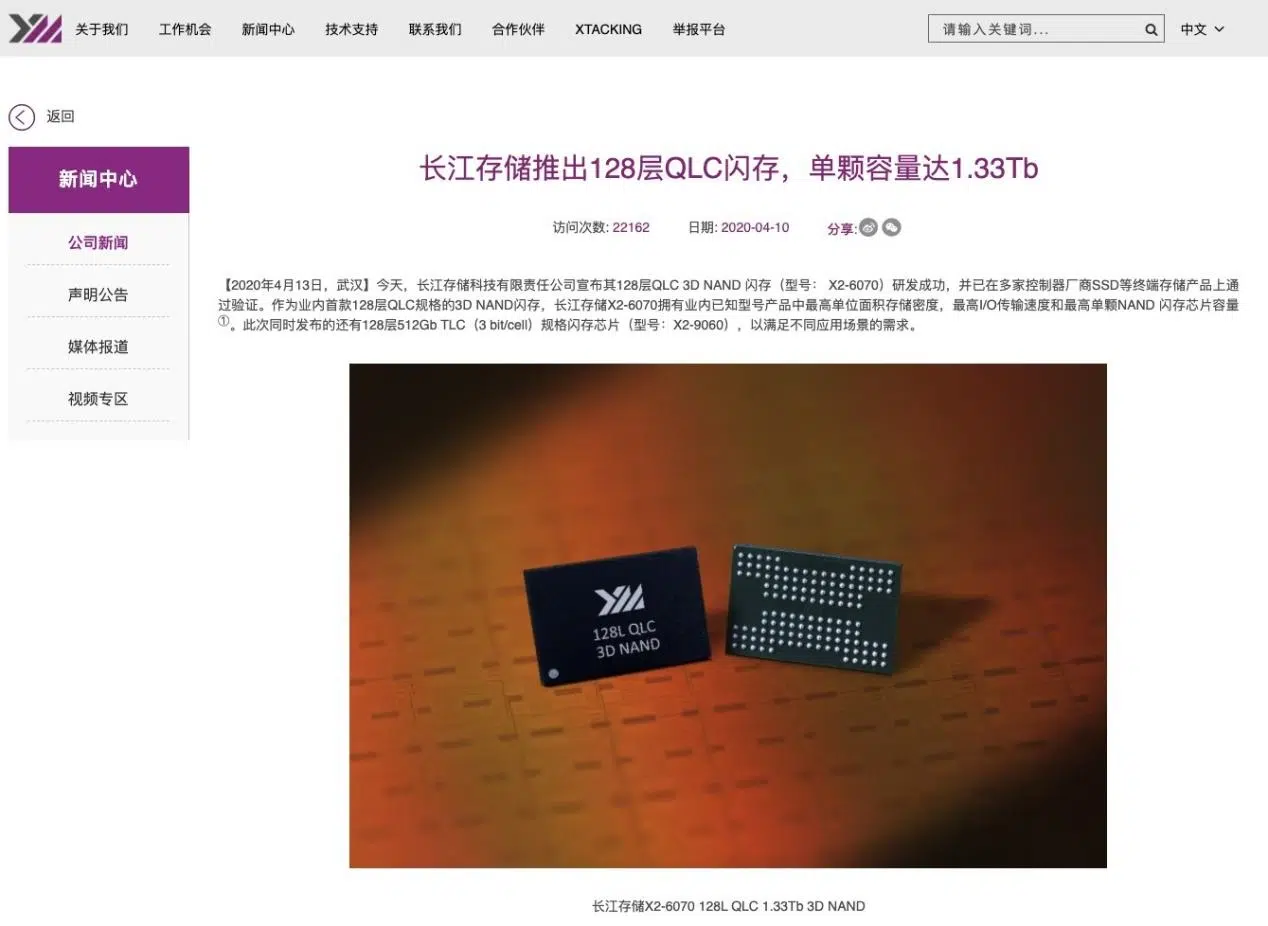 关于我们 工作机会 新闻中心 技术支持 联系我们 合作伙伴 XTACKING 举报平台 请输入关键词... 中文
返回
新闻中心
公司新闻
声明公告
媒体报道
视频专区
长江存储推出128层QLC闪存，单颗容量达1.33Tb
访问次数: 22162 日期: 2020-04-10 分享:
【2020年4月13日，武汉】今天，长江存储科技有限责任公司宣布其128层QLC 3D NAND 闪存（型号： X2-6070）研发成功，并已在多家控制器厂商SSD等终端存储产品上通
过验证。作为业内首款128层QLC规格的3D NAND闪存，长江存储X2-6070拥有业内已知型号产品中最高单位面积存储密度，最高I/O传输速度和最高单颗NAND 闪存芯片容量
①。此次同时发布的还有128层512Gb TLC（3 bit/cell）规格闪存芯片（型号：X2-9060），以满足不同应用场景的需求。
128L QLC
3D NAND
长江存储X2-6070 128L QLC 1.33Tb 3D NAND